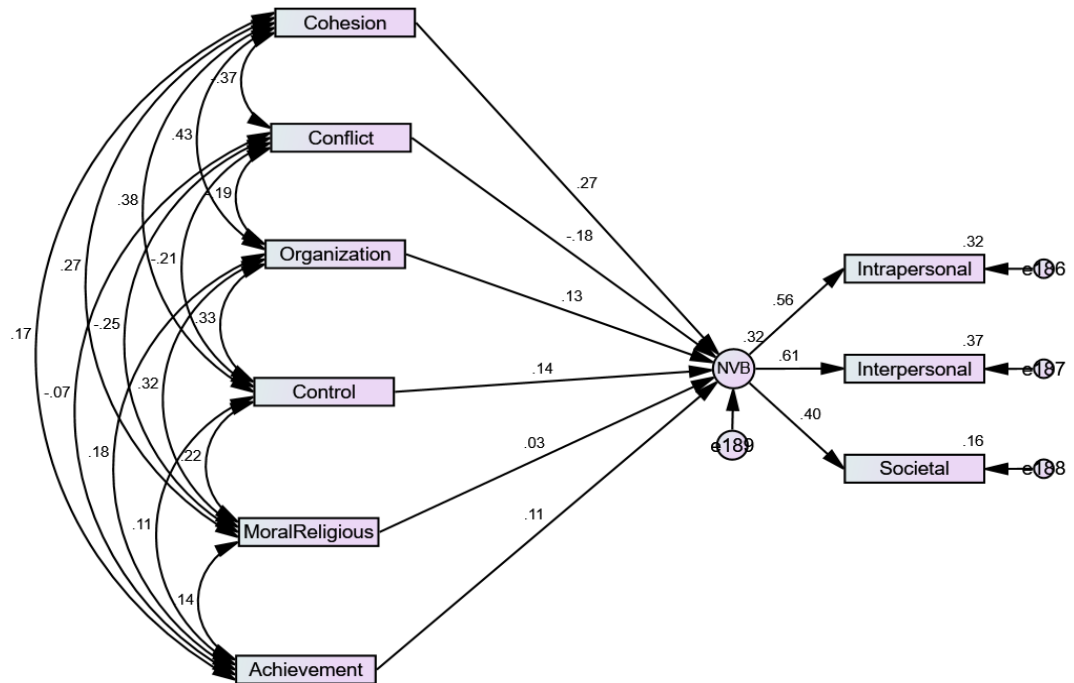 Cohesion
-.37
Conflict
.43
.27
.19
.38
-.18
.32
Organization
-.21
Intrapersonal
e186
.27
.13
.56
.33
.32
.37
-.25
NVB
.61
Interpersonal
e187
.17
.14
Control
.32
-.07
.40
.03
e189
.16
.18
.22
Societal
e188
.11
.11
MoralReligious
.14
Achievement